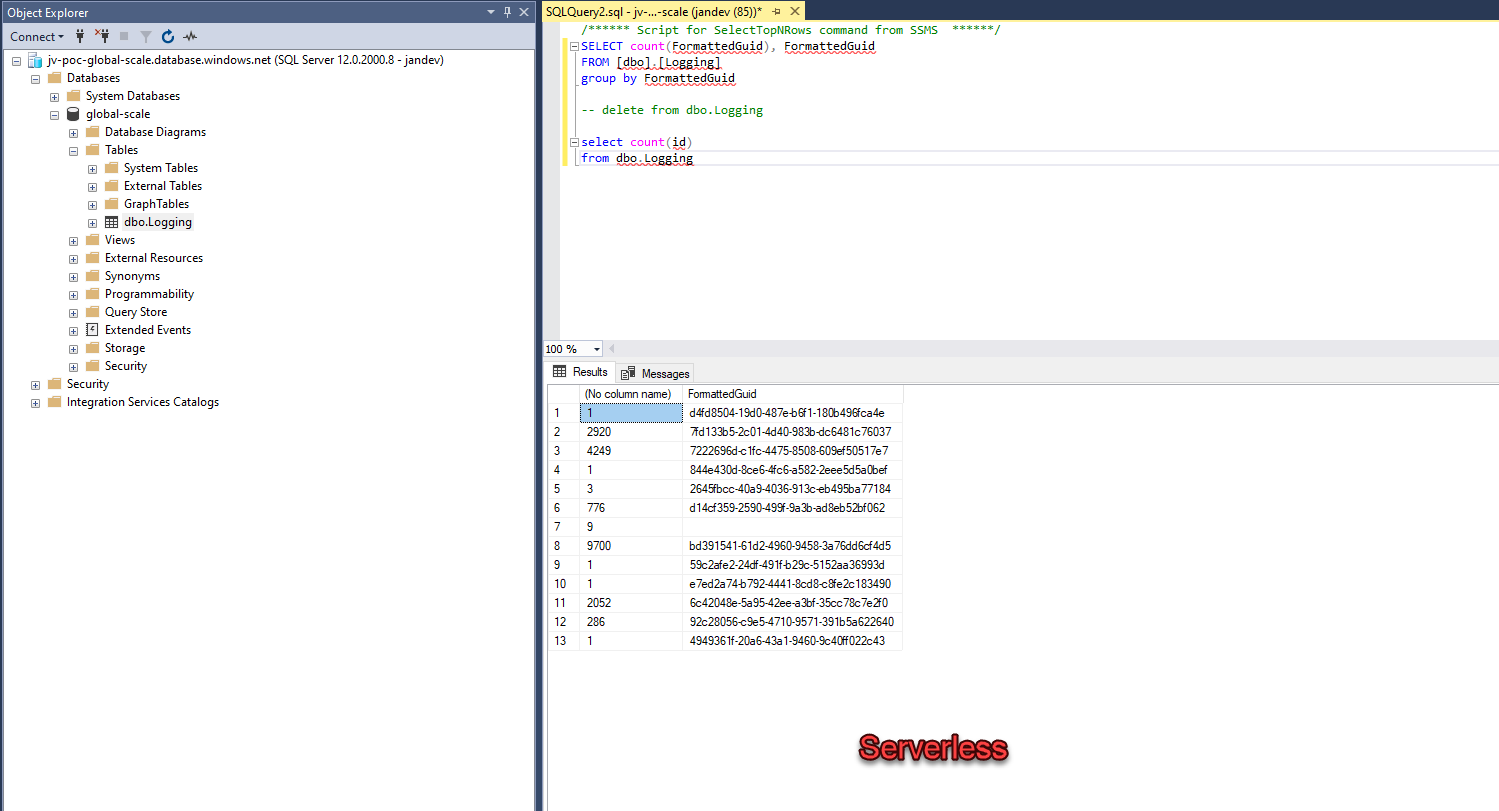 Object Explorer
Connect
jv-poc-global-scale.database.windows.net (SQL Server 12.0.2000.8 - jandev)
Databases
System Databases
global-scale
Database Diagrams
Tables
System Tables
External Tables
GraphTables
dbo.Logging
Views
External Resources
Synonyms
Programmability
Query Store
Extended Events
Storage
Security
Security
Integration Services Catalogs
SQLQuery2.sql - jv-...-scale (jandev (85))*
/****** Script for SelectTopNRows command from SSMS  ******/
SELECT count(FormattedGuid), FormattedGuid
FROM [dbo].[Logging]
group by FormattedGuid
-- delete from dbo.Logging
select count(id)
from dbo.Logging
100 %
Results Messages
(No column name) FormattedGuid
1 1 d4fd8504-19d0-487e-b6f1-180b496fca4e
2 2920 7fd133b5-2c01-4d40-983b-dc6481c76037
3 4249 7222696d-c1fc-4475-8508-609ef50517e7
4 1 844e430d-8ce6-4fc6-a582-2eee5d5a0bef
5 3 2645fbcc-40a9-4036-913c-eb495ba77184
6 776 d14cf359-2590-499f-9a3b-ad8eb52bf062
7 9
8 9700 bd391541-61d2-4960-9458-3a76dd6cf4d5
9 1 59c2afe2-24df-491f-b29c-5152aa36993d
10 1 e7ed2a74-b792-4441-8cd8-c8fe2c183490
11 2052 6c42048e-5a95-42ee-a3bf-35cc78c7e2f0
12 286 92c28056-c9e5-4710-9571-391b5a622640
13 1 4949361f-20a6-43a1-9460-9c40ff022c43
Serverless